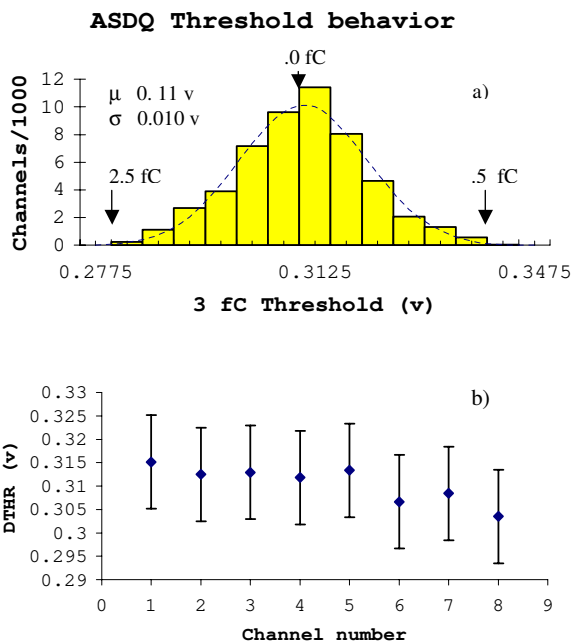 ASDQ Threshold behavior
.0 fC
12
10
8
6
4
2
0
Channels/1000
μ 0. 11 v
σ 0.010 v
a)
2.5 fC
.5 fC
0.2775 0.3125 0.3475
3 fC Threshold (v)
b)
0.33
0.325
0.32
0.315
0.31
0.305
0.3
0.295
0.29
DTHR (v)
0 1 2 3 4 5 6 7 8 9
Channel number